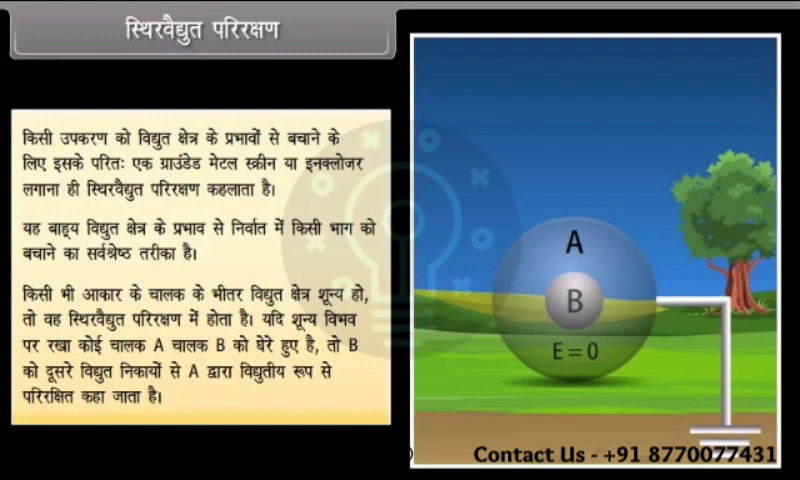 स्थिरवैद्युत परिरक्षण
किसी उपकरण को विद्युत क्षेत्र के प्रभावों से बचाने के
लिए इसके परितः एक ग्राउंडेड मेटल स्क्रीन या इनक्लोजर
लगाना ही स्थिरवैद्युत परिरक्षण कहलाता है।
यह बाह्य विद्युत क्षेत्र के प्रभाव से निर्वात में किसी भाग को
बचाने का सर्वश्रेष्ठ तरीका है।
किसी भी आकार के चालक के भीतर विद्युत क्षेत्र शून्य हो,
तो वह स्थिरवैद्युत परिरक्षण में होता है। यदि शून्य विभव
पर रखा कोई चालक A चालक B को घेरे हुए है, तो B
को दूसरे विद्युत निकायों से A द्वारा विद्युतीय रूप से
परिरक्षित कहा जाता है।
A
B
E = 0
Contact Us - +91 8770077431